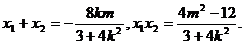 x₁ + x₂ = −8km/(3 + 4k²), x₁x₂ = (4m² − 12)/(3 + 4k²).